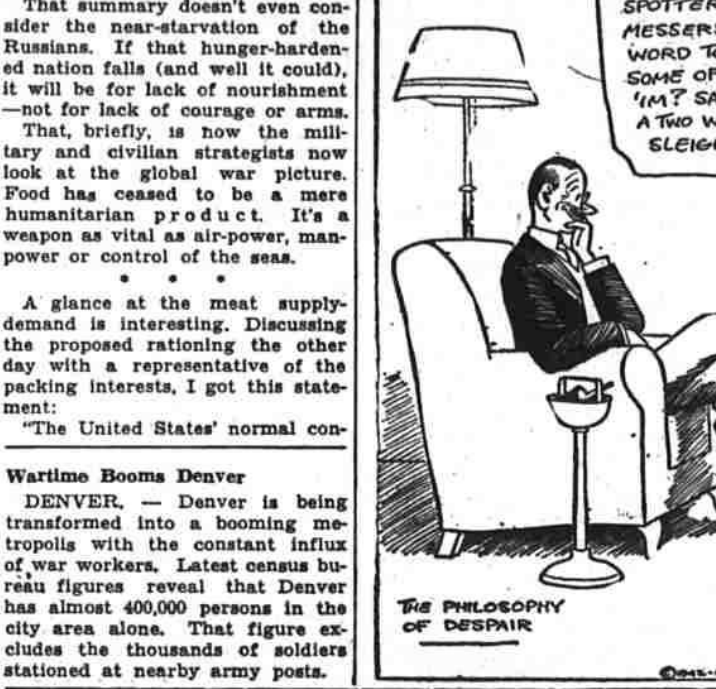 That summary doesn't even con-
sider the near-starvation of the
Russians. If that hunger-harden-
ed nation falls (and well it could),
it will be for lack of nourishment
—not for lack of courage or arms.
That, briefly, is how the mili-
tary and civilian strategists now
look at the global war picture.
Food has ceased to be a mere
humanitarian product. It's a
weapon as vital as air-power, man-
power or control of the seas.
* * *
A glance at the meat supply-
demand is interesting. Discussing
the proposed rationing the other
day with a representative of the
packing interests, I got this state-
ment:
"The United States' normal con-
Wartime Booms Denver
DENVER. — Denver is being
transformed into a booming me-
tropolis with the constant influx
of war workers. Latest census bu-
reau figures reveal that Denver
has almost 400,000 persons in the
city area alone. That figure ex-
cludes the thousands of soldiers
stationed at nearby army posts.
SPOTTER
MESSERS
WORD TO
SOME OF
'IM? SA
A TWO W
SLEIG
THE PHILOSOPHY
OF DESPAIR